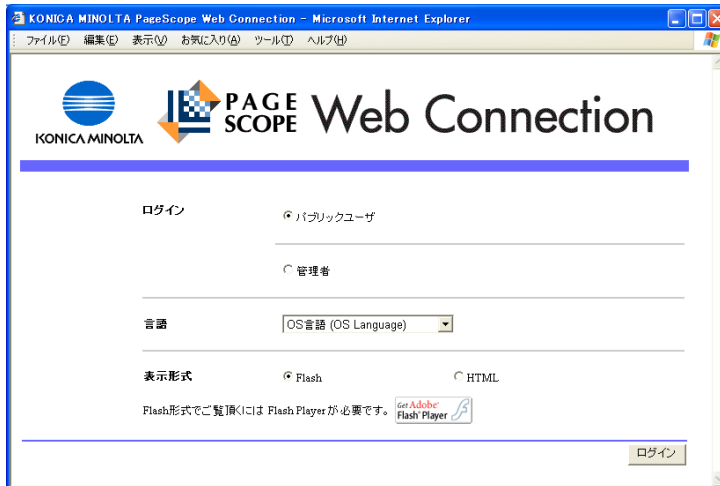 KONICA MINOLTA PageScope Web Connection - Microsoft Internet Explorer
ファイル(F) 編集(E) 表示(V) お気に入り(A) ツール(T) ヘルプ(H)
KONICA MINOLTA
PAGE SCOPE Web Connection
ログイン
パブリックユーザ
管理者
言語
OS言語 (OS Language)
表示形式
Flash HTML
Flash形式でご覧頂くには Flash Playerが必要です。 Get Adobe Flash Player
ログイン